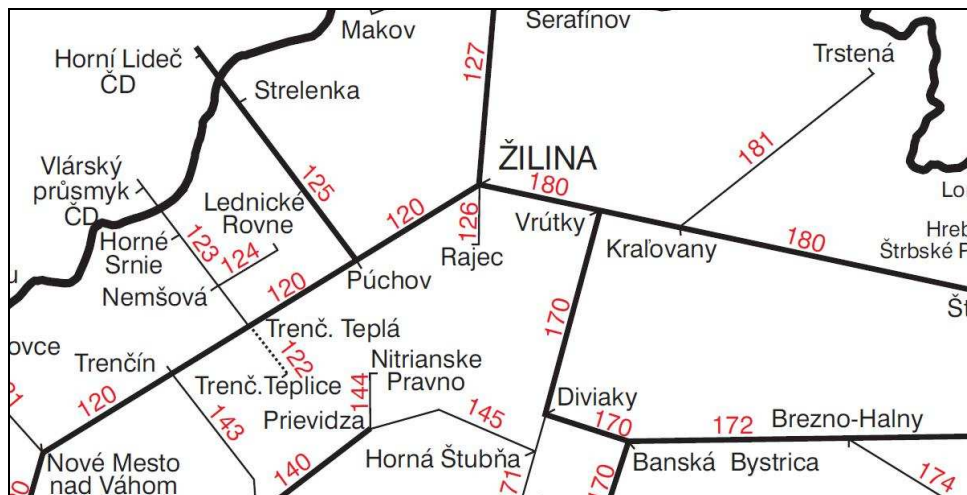 Makov
Serafínov
Horní Lideč
ČD
Strelenka
127
Trstená
ŽILINA
181
Vlárský
průsmyk
ČD
Lednické
Rovne
125
120
126
180
Vrútky
Kraľovany
180
Horné
Srnie
123
124
Rajec
Nemšová
120
Púchov
170
Trenč. Teplá
Trenčín
122
Nitrianske
Pravno
Trenč.Teplice
120
144
Prievidza
143
145
Diviaky
170
172
Brezno-Halny
Nové Mesto
nad Váhom
140
Horná Štubňa
Banská Bystrica
170
174